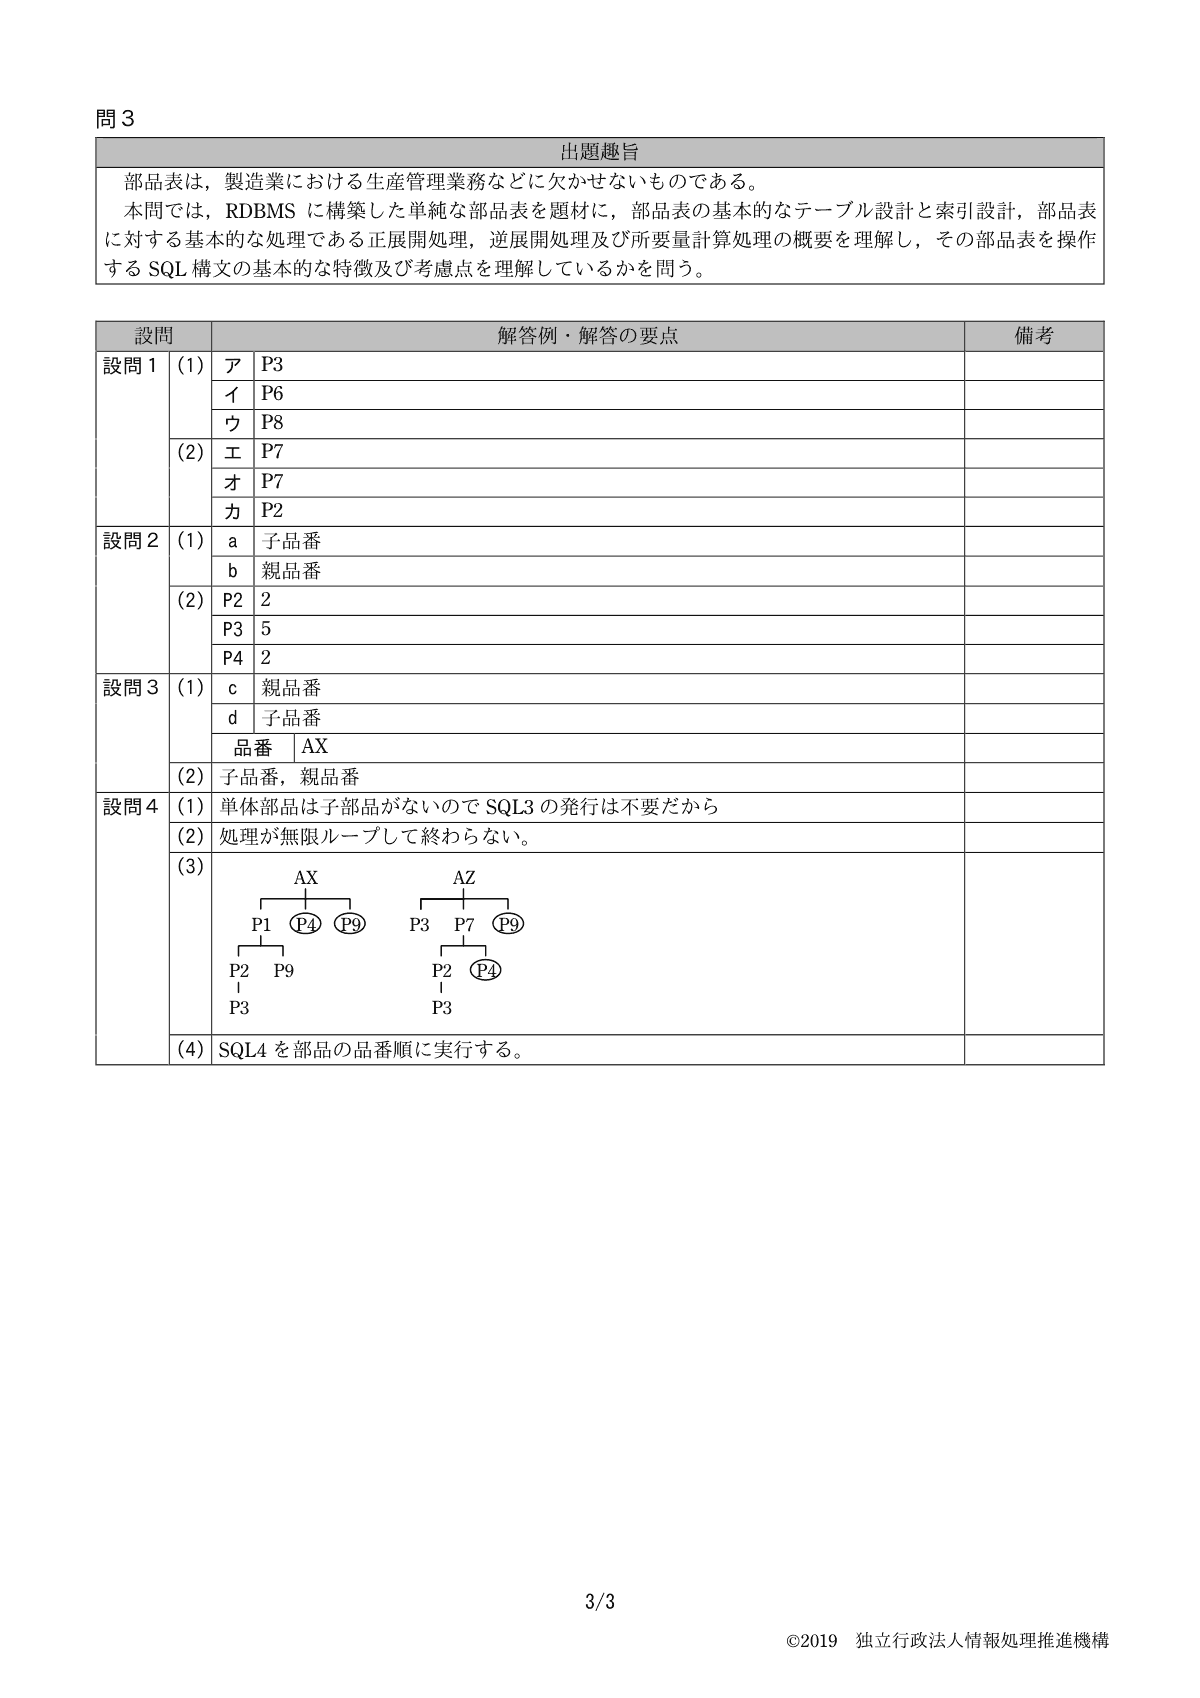 問３
出題趣旨
部品表は，製造業における生産管理業務などに欠かせないものである。
本問では，RDBMS に構築した単純な部品表を題材に，部品表の基本的なテーブル設計と索引設計，部品表
に対する基本的な処理である正展開処理，逆展開処理及び所要量計算処理の概要を理解し，その部品表を操作
する SQL 構文の基本的な特徴及び考慮点を理解しているかを問う。
設問 解答例・解答の要点 備考
設問１ (1) ア P3
イ P6
ウ P8
(2) エ P7
オ P7
カ P2
設問２ (1) a 子品番
b 親品番
(2) P2 2
P3 5
P4 2
設問３ (1) c 親品番
d 子品番
品番 AX
(2) 子品番，親品番
設問４ (1) 単体部品は子部品がないので SQL3 の発行は不要だから
(2) 処理が無限ループして終わらない。
(3)
AX AZ
P1 P4 P9 P3 P7 P9
P2 P9 P2 P4
P3 P3
(4) SQL4 を部品の品番順に実行する。
3/3
©2019 独立行政法人情報処理推進機構